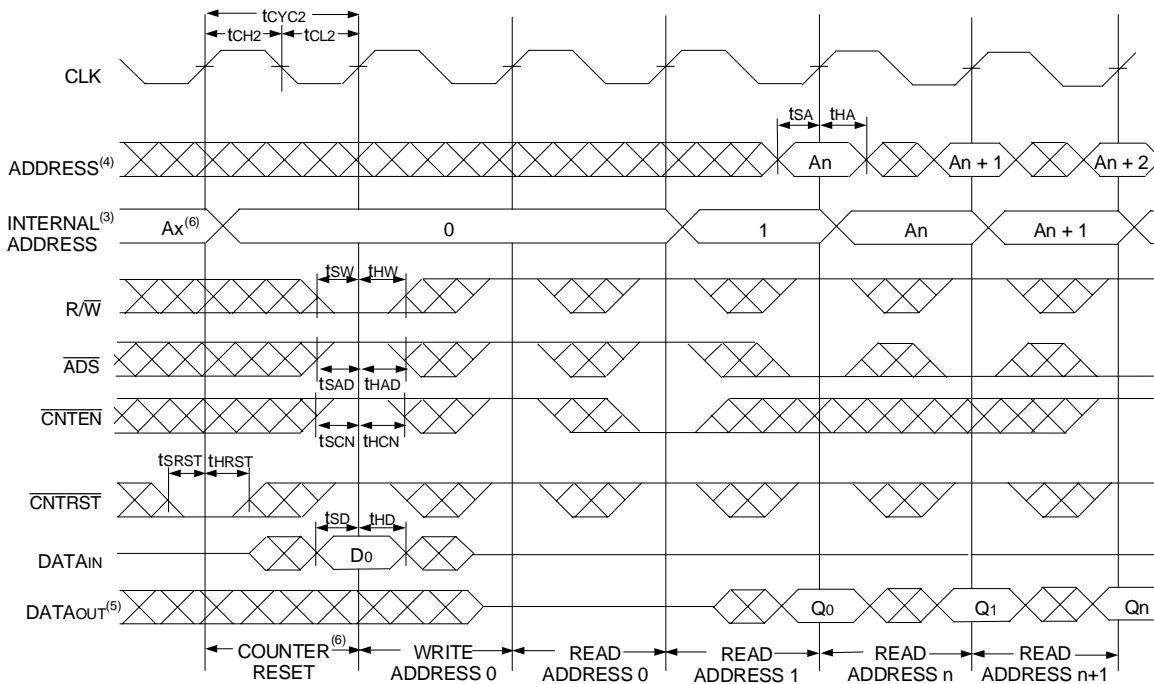 tCYC2
tCH2 tCL2
CLK
tSA tHA
ADDRESS(4) An An + 1 An + 2
INTERNAL(3) ADDRESS Ax(6) 0 1 An An + 1
tSW tHW
R/W̅
A̅D̅S̅
tSAD tHAD
C̅N̅T̅E̅N̅
tSCN tHCN
tSRST tHRST
C̅N̅T̅R̅S̅T̅
tSD tHD
DATAIN D0
DATAOUT(5) Q0 Q1 Qn
COUNTER(6) RESET
WRITE ADDRESS 0
READ ADDRESS 0
READ ADDRESS 1
READ ADDRESS n
READ ADDRESS n+1